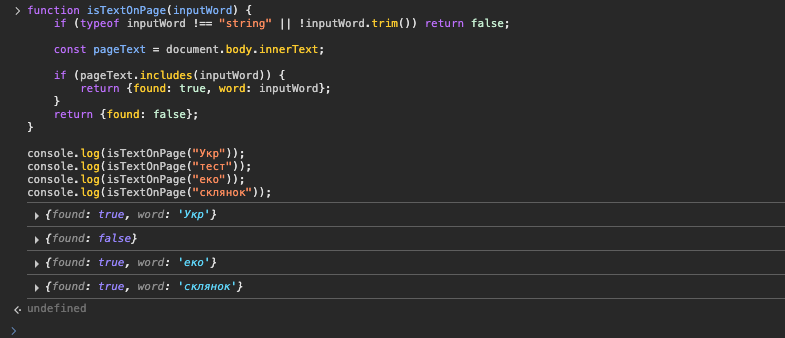 function isTextOnPage(inputWord) {
    if (typeof inputWord !== "string" || !inputWord.trim()) return false;

    const pageText = document.body.innerText;

    if (pageText.includes(inputWord)) {
        return {found: true, word: inputWord};
    }
    return {found: false};
}

console.log(isTextOnPage("Укр"));
console.log(isTextOnPage("тест"));
console.log(isTextOnPage("еко"));
console.log(isTextOnPage("склянок"));
{found: true, word: 'Укр'}
{found: false}
{found: true, word: 'еко'}
{found: true, word: 'склянок'}
undefined